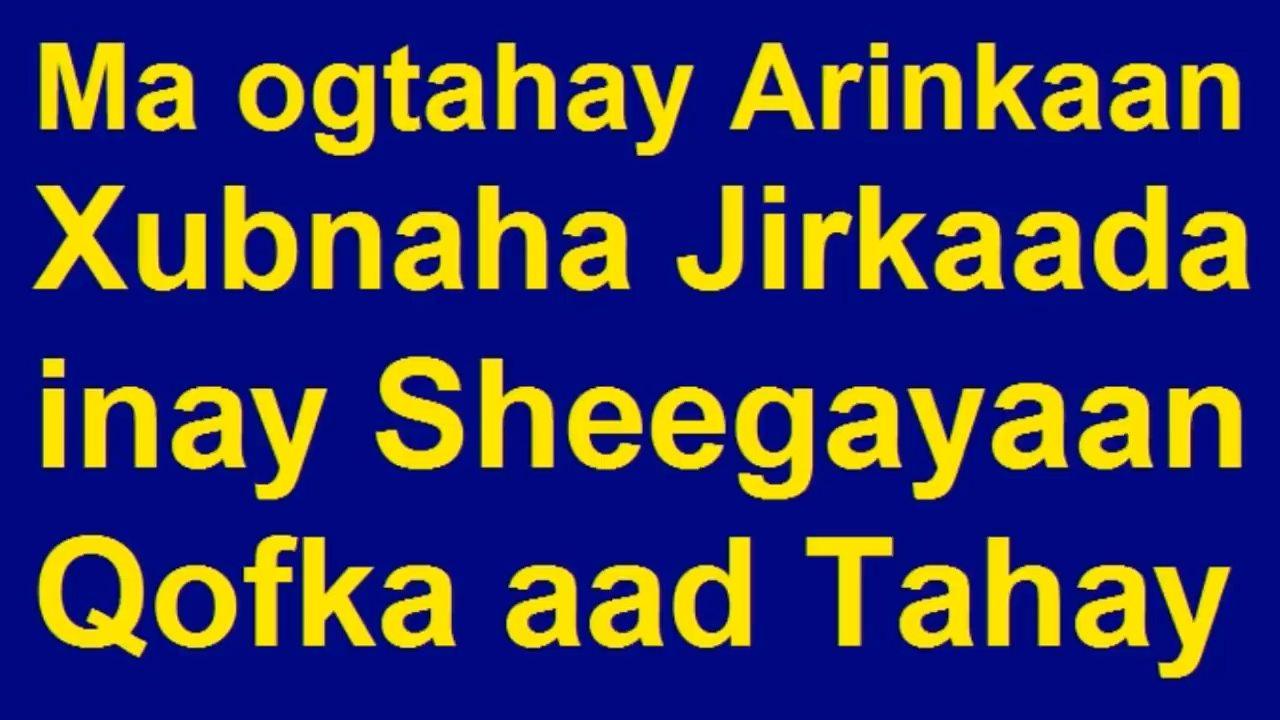 Ma ogtahay Arinkaan
Xubnaha Jirkaada
inay Sheegayaan
Qofka aad Tahay